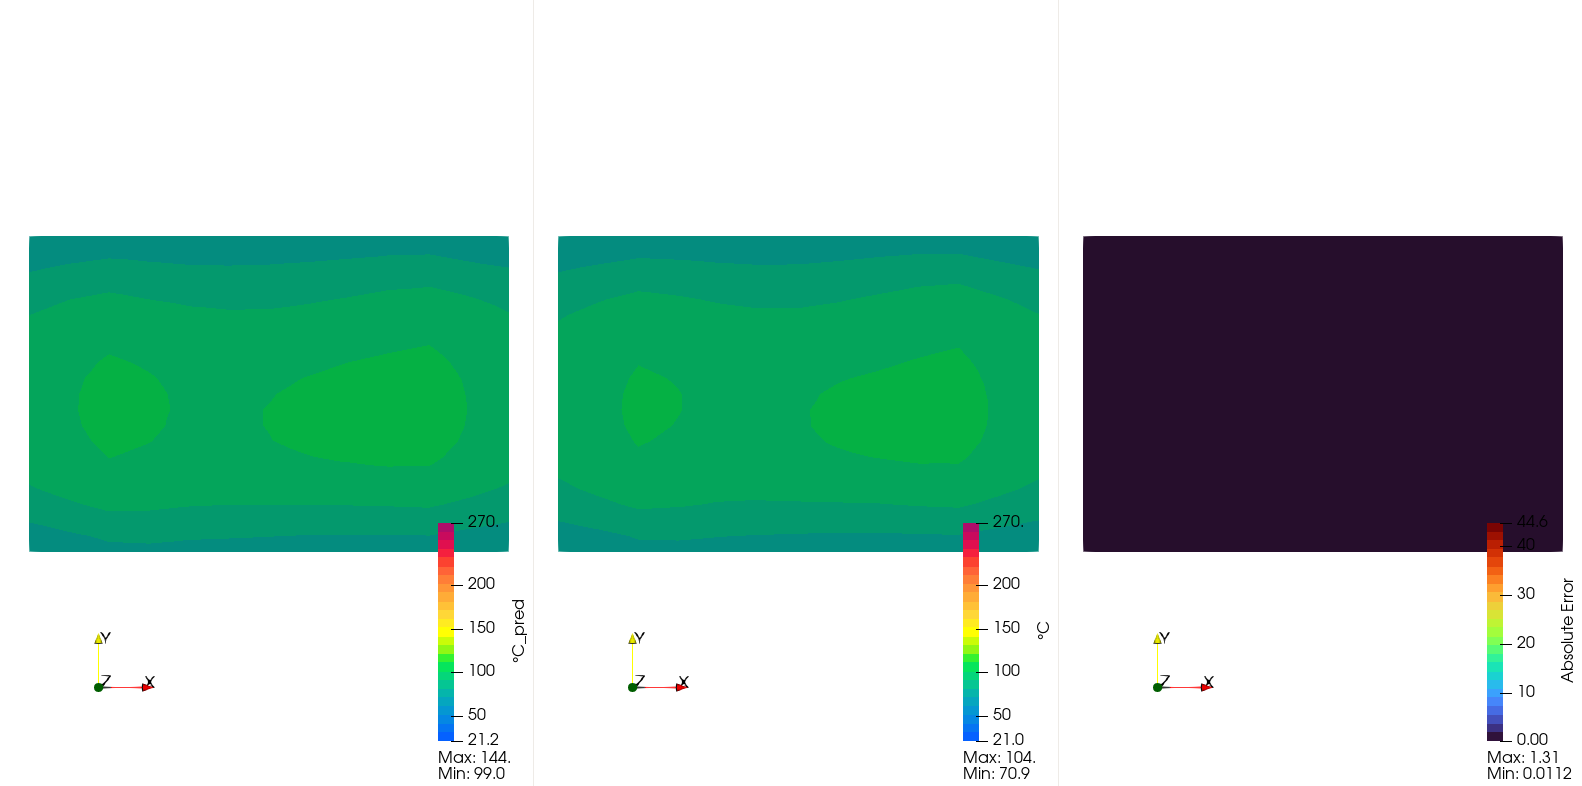 270.
200
150
100
50
21.2
°C_pred
Max: 144.
Min: 99.0
Y
Z
X
270.
200
150
100
50
21.0
°C
Max: 104.
Min: 70.9
Y
Z
X
44.6
40
30
20
10
0.00
Absolute Error
Max: 1.31
Min: 0.0112
Y
Z
X